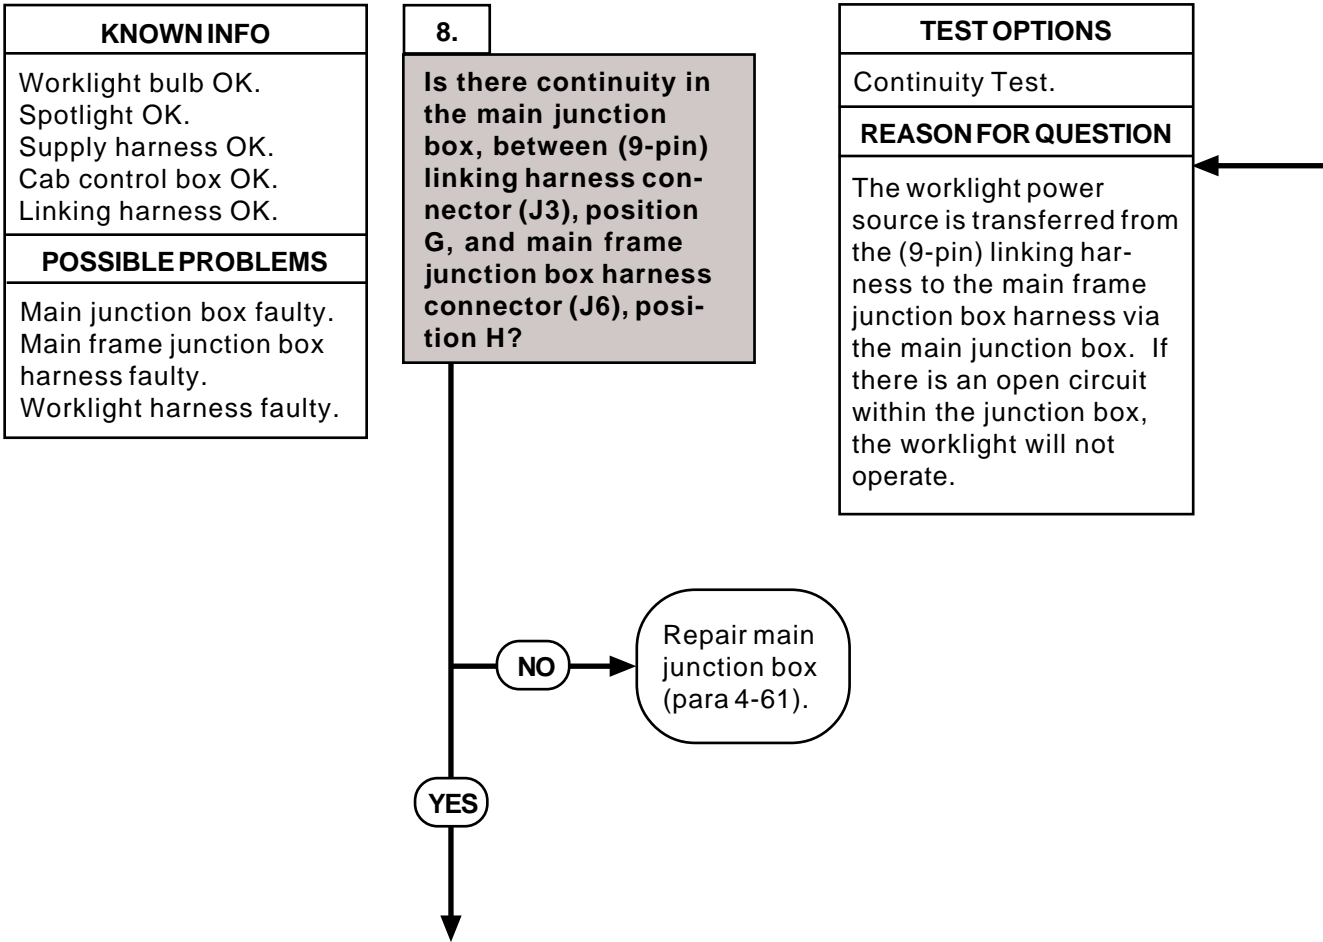 KNOWN INFO
Worklight bulb OK.
Spotlight OK.
Supply harness OK.
Cab control box OK.
Linking harness OK.
POSSIBLE PROBLEMS
Main junction box faulty.
Main frame junction box
harness faulty.
Worklight harness faulty.
8.
Is there continuity in
the main junction
box, between (9-pin)
linking harness con-
nector (J3), position
G, and main frame
junction box harness
connector (J6), posi-
tion H?
TEST OPTIONS
Continuity Test.
REASON FOR QUESTION
The worklight power
source is transferred from
the (9-pin) linking har-
ness to the main frame
junction box harness via
the main junction box. If
there is an open circuit
within the junction box,
the worklight will not
operate.
NO
Repair main
junction box
(para 4-61).
YES